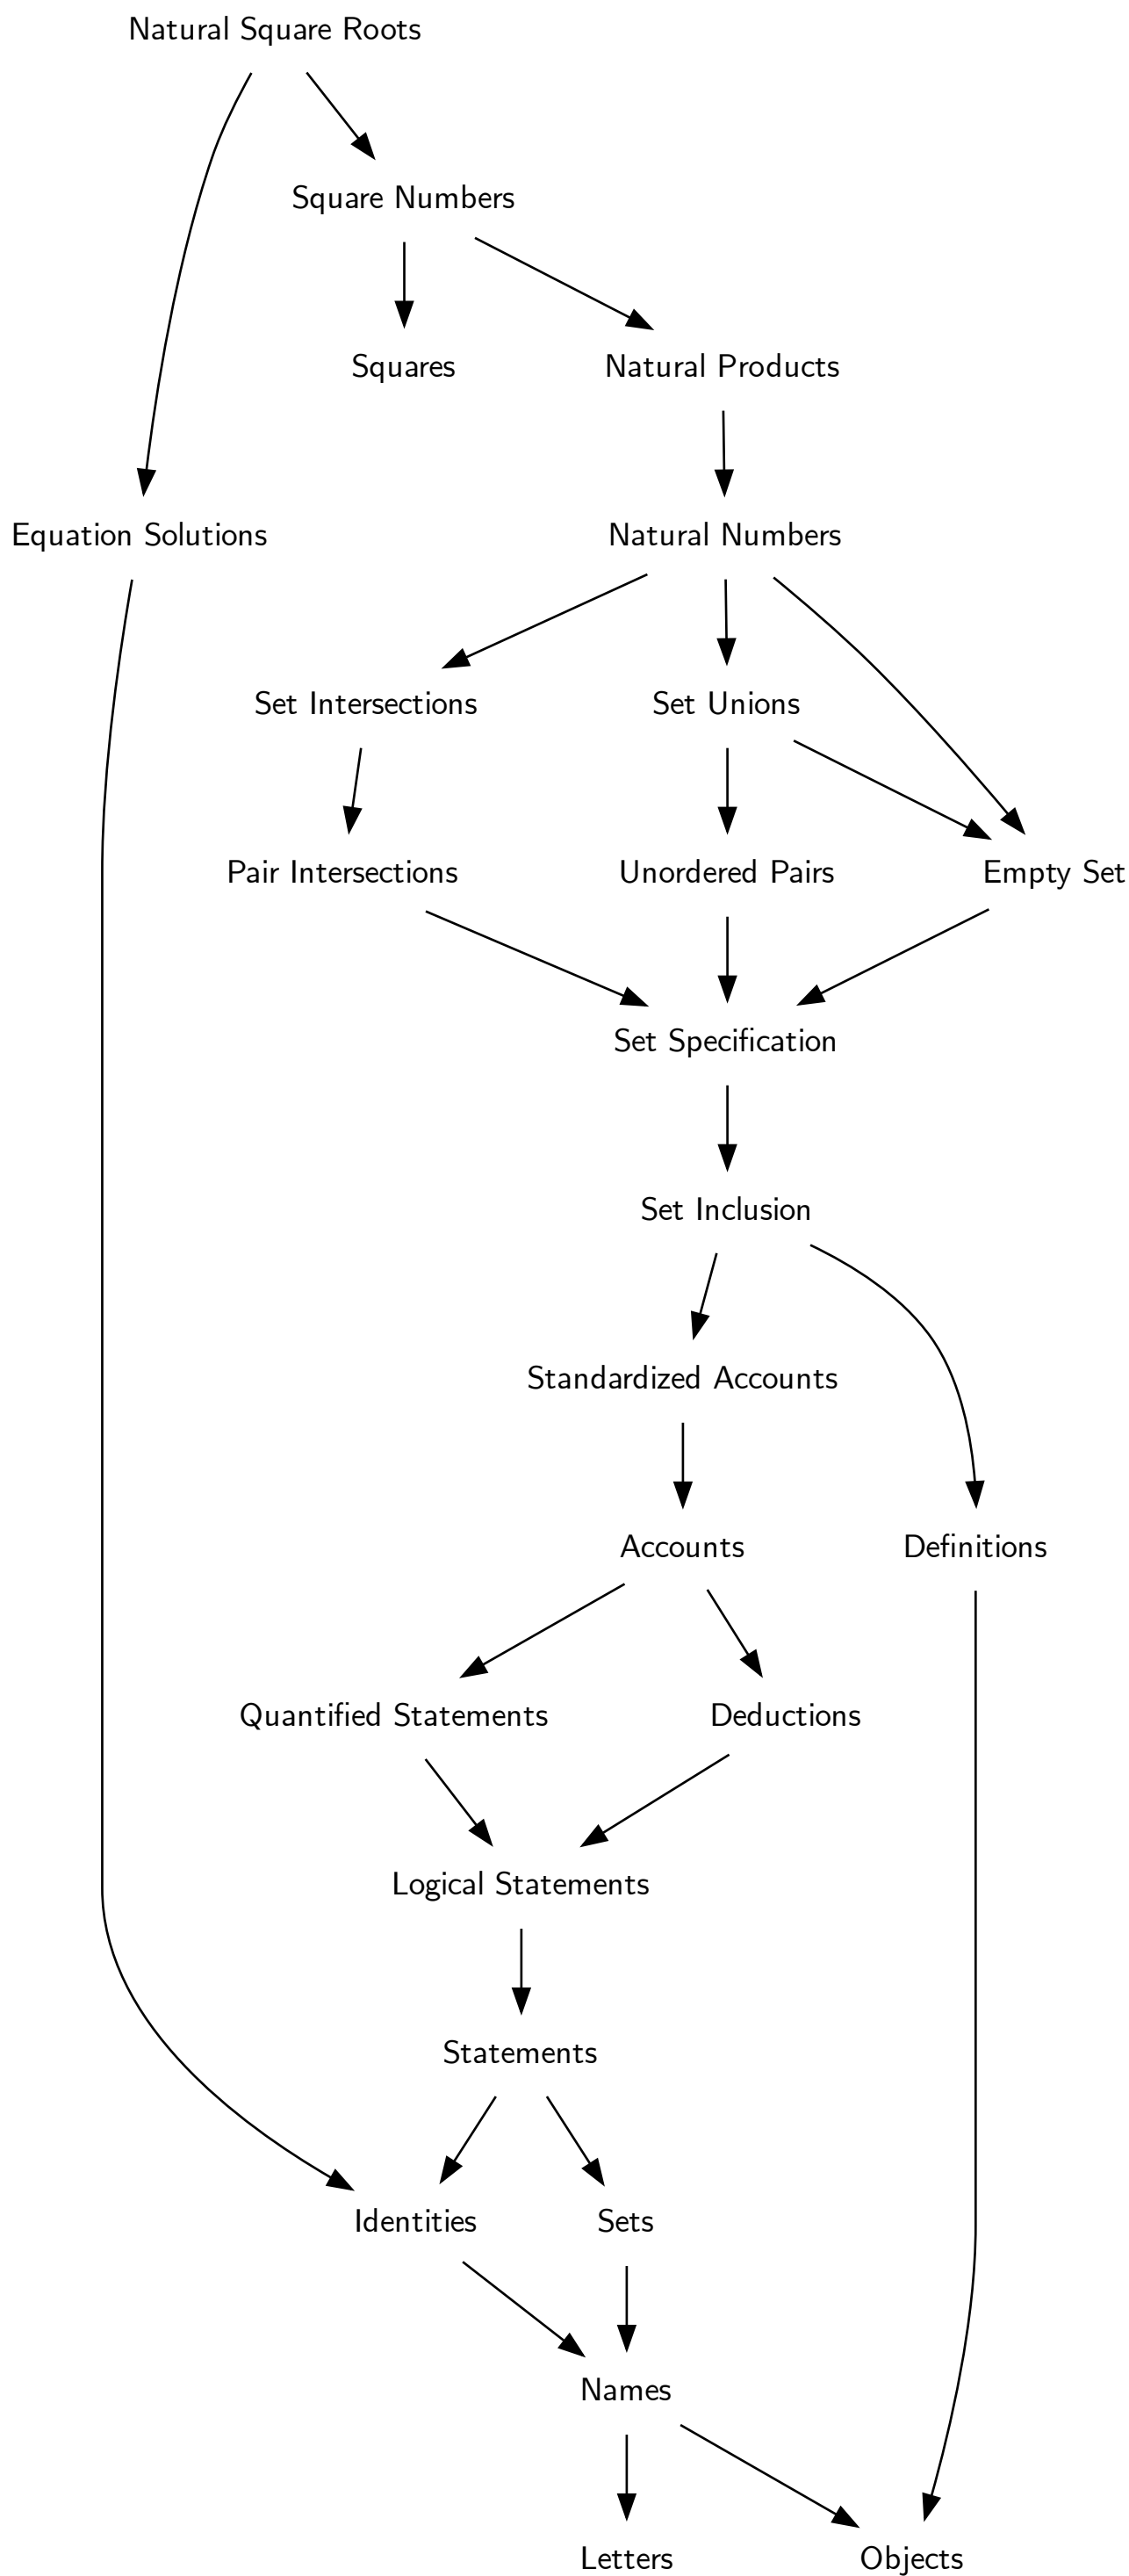 Natural Square Roots
Square Numbers
Squares
Natural Products
Equation Solutions
Natural Numbers
Set Intersections
Set Unions
Pair Intersections
Unordered Pairs
Empty Set
Set Specification
Set Inclusion
Standardized Accounts
Accounts
Definitions
Quantified Statements
Deductions
Logical Statements
Statements
Identities
Sets
Names
Letters
Objects